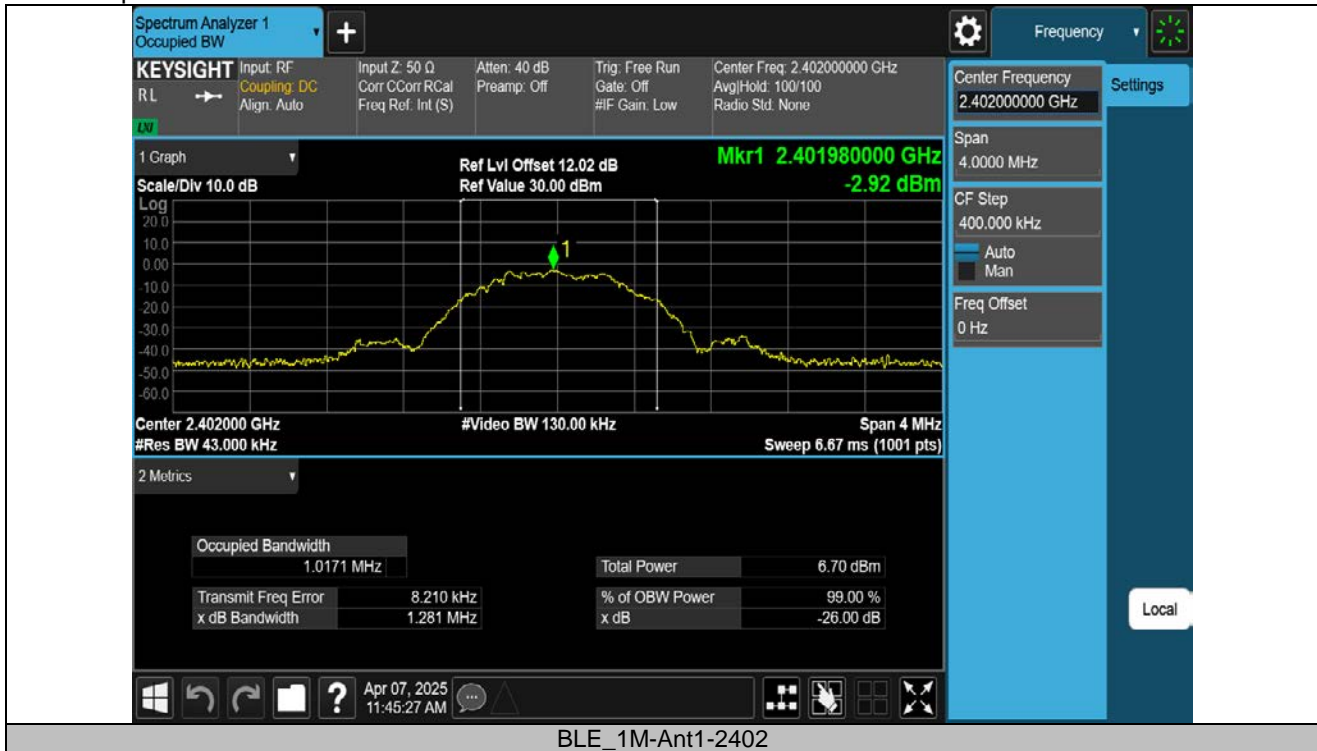 Spectrum Analyzer 1
Occupied BW
+
Frequency
KEYSIGHT
RL
LXI
Input: RF
Coupling: DC
Align: Auto
Input Z: 50 Ω
Corr CCorr RCal
Freq Ref: Int (S)
Atten: 40 dB
Preamp: Off
Trig: Free Run
Gate: Off
#IF Gain: Low
Center Freq: 2.402000000 GHz
Avg|Hold: 100/100
Radio Std: None
Center Frequency
2.402000000 GHz
Settings
Span
4.0000 MHz
CF Step
400.000 kHz
Auto
Man
Freq Offset
0 Hz
Local
1 Graph
Scale/Div 10.0 dB
Ref Lvl Offset 12.02 dB
Ref Value 30.00 dBm
Mkr1 2.401980000 GHz
-2.92 dBm
Log
20.0
10.0
0.00
-10.0
-20.0
-30.0
-40.0
-50.0
-60.0
1
Center 2.402000 GHz
#Video BW 130.00 kHz
Span 4 MHz
#Res BW 43.000 kHz
Sweep 6.67 ms (1001 pts)
2 Metrics
Occupied Bandwidth
1.0171 MHz
Total Power 6.70 dBm
Transmit Freq Error 8.210 kHz
% of OBW Power 99.00 %
x dB Bandwidth 1.281 MHz
x dB -26.00 dB
?
Apr 07, 2025
11:45:27 AM
BLE_1M-Ant1-2402